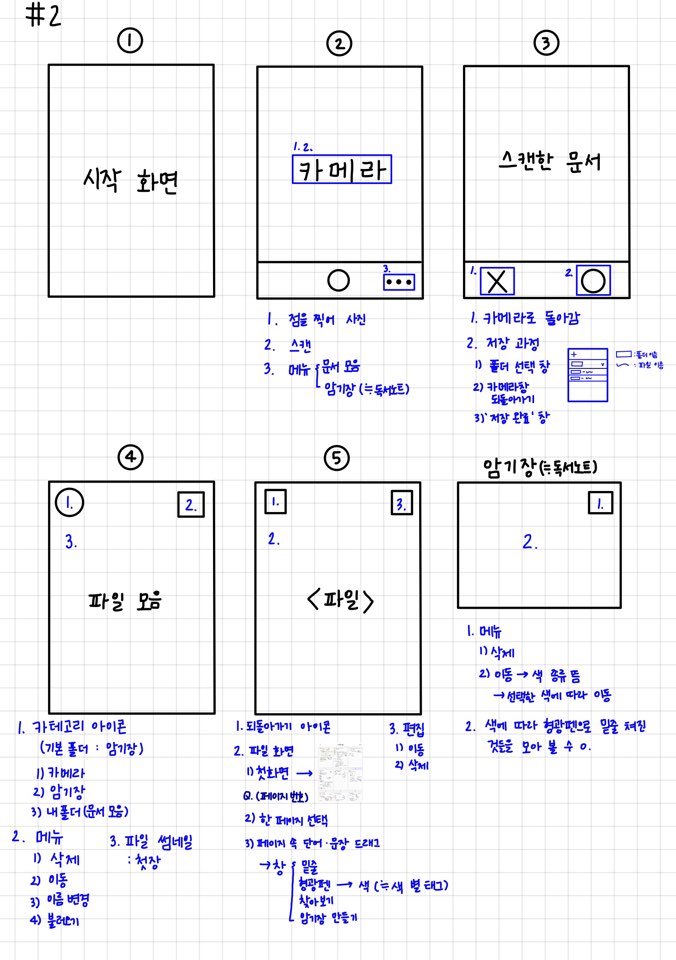 #2
①
②
③
시작 화면
1. 2.
카메라
3.
스캔한 문서
1.
2.
1. 점을 찍어 사진
2. 스캔
3. 메뉴 문서 모음
암기장 (≒독서노트)
1. 카메라로 돌아감
2. 저장 과정
1) 폴더 선택 창
2) 카메라창
되돌아가기
3) '저장 완료' 창
+
: 폴더 이름
: 파일 이름
④
⑤
암기장 (≒독서노트)
1.
2.
3.
파일 모음
1.
3.
2.
<파일>
1.
2.
1. 카테고리 아이콘
(기본 폴더 : 암기장)
1) 카메라
2) 암기장
3) 내 폴더 (문서 모음)
2. 메뉴
1) 삭제
2) 이동
3) 이름 변경
4) 불러오기
3. 파일 썸네일
: 첫장
1. 되돌아가기 아이콘
2. 파일 화면
1) 첫화면 →
Q. (페이지 번호)
2) 한 페이지 선택
3) 페이지 속 단어·문장 드래그
→ 창 밑줄
형광펜 → 색 (≒색 별 태그)
찾아보기
암기장 만들기
3. 편집
1) 이동
2) 삭제
1. 메뉴
1) 삭제
2) 이동 → 색 종류 뜸
→ 선택한 색에 따라 이동
2. 색에 따라 형광펜으로 밑줄 쳐진
것들을 모아 볼 수 O.